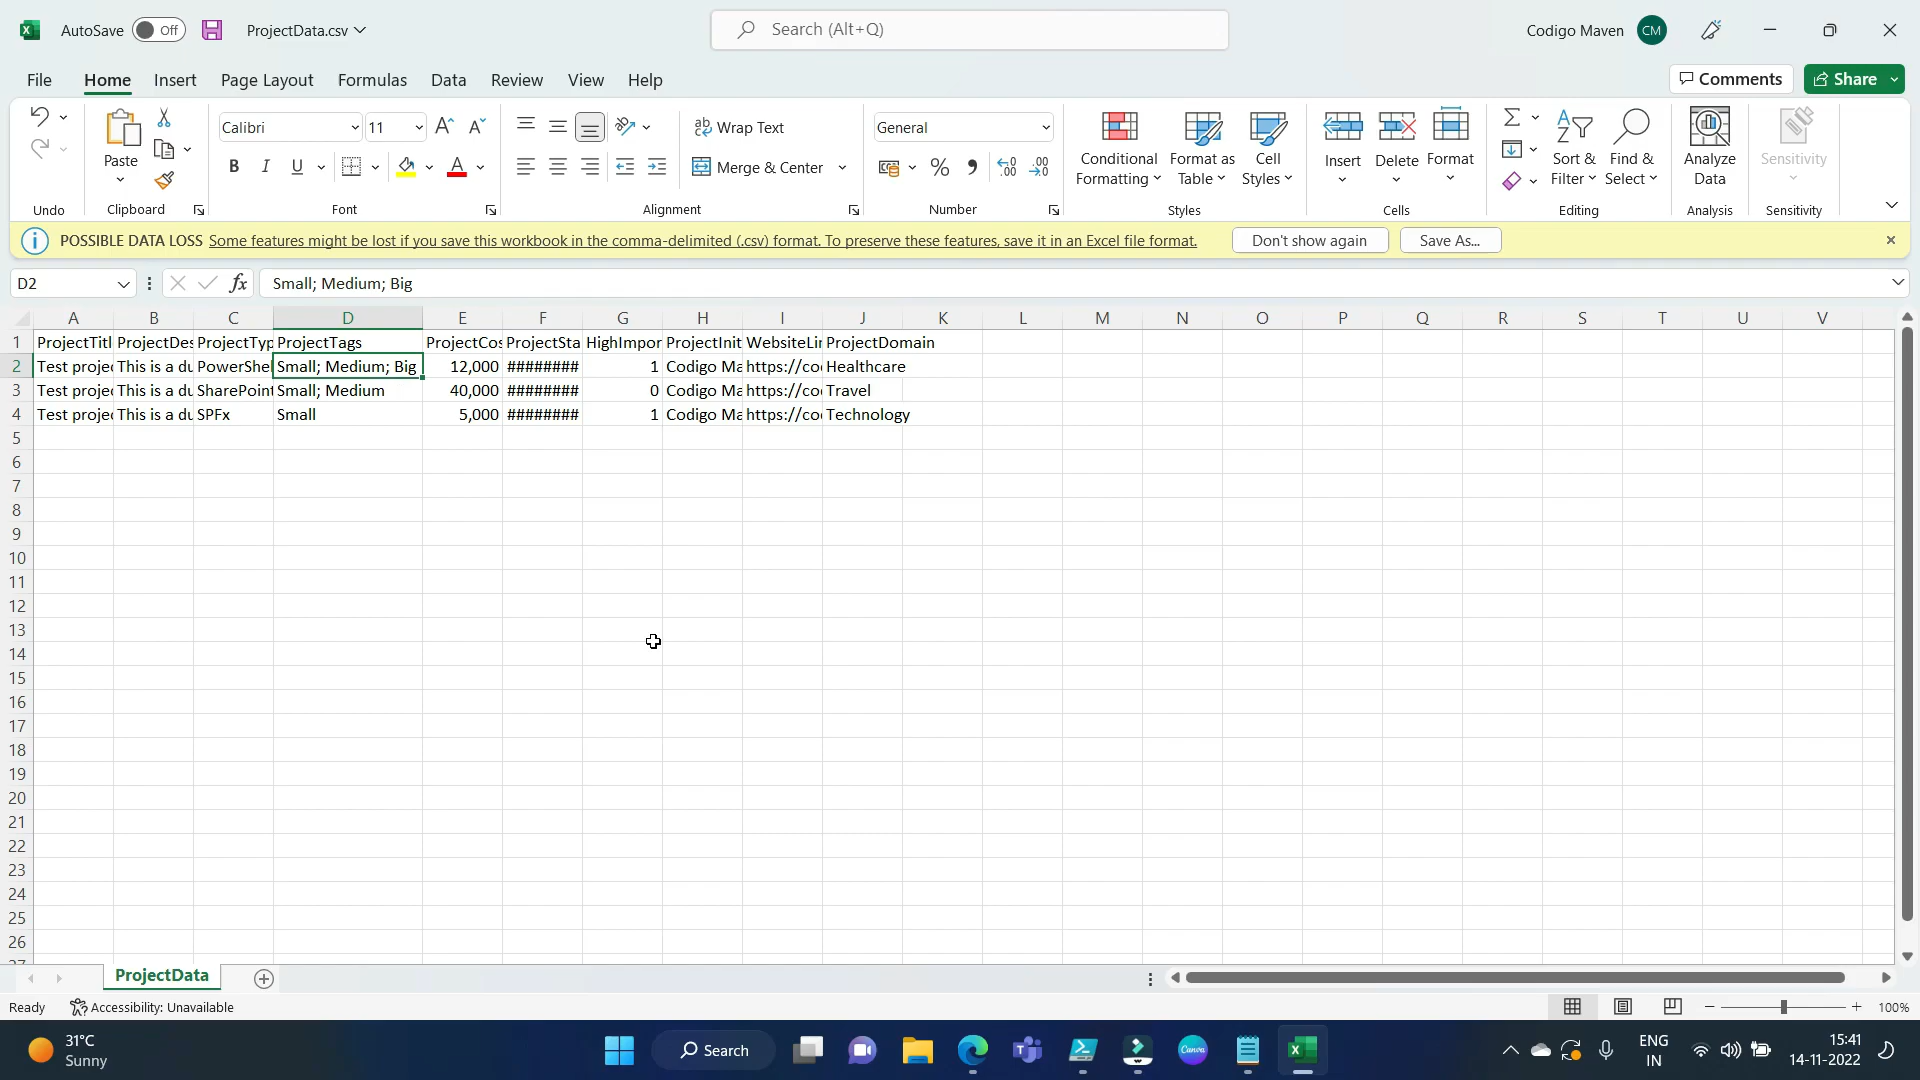 AutoSave Off ProjectData.csv Search (Alt+Q) Codigo Maven CM
File Home Insert Page Layout Formulas Data Review View Help Comments Share
Paste Calibri 11 Wrap Text General Conditional Formatting Format as Table Cell Styles Insert Delete Format Sort & Filter Find & Select Analyze Data Sensitivity
B I U Merge & Center %
Undo Clipboard Font Alignment Number Styles Cells Editing Analysis Sensitivity
POSSIBLE DATA LOSS Some features might be lost if you save this workbook in the comma-delimited (.csv) format. To preserve these features, save it in an Excel file format. Don't show again Save As...
D2 fx Small; Medium; Big
A B C D E F G H I J K L M N O P Q R S T U V
1 ProjectTitl ProjectDes ProjectTyp ProjectTags ProjectCos ProjectSta HighImpor ProjectInit WebsiteLin ProjectDomain
2 Test projec This is a du PowerShel Small; Medium; Big 12,000 ######## 1 Codigo Ma https://co Healthcare
3 Test projec This is a du SharePoint Small; Medium 40,000 ######## 0 Codigo Ma https://co Travel
4 Test projec This is a du SPFx Small 5,000 ######## 1 Codigo Ma https://co Technology
5
6
7
8
9
10
11
12
13
14
15
16
17
18
19
20
21
22
23
24
25
26
ProjectData
Ready Accessibility: Unavailable 100%
31°C
Sunny
Search
Canva
ENG
IN
15:41
14-11-2022